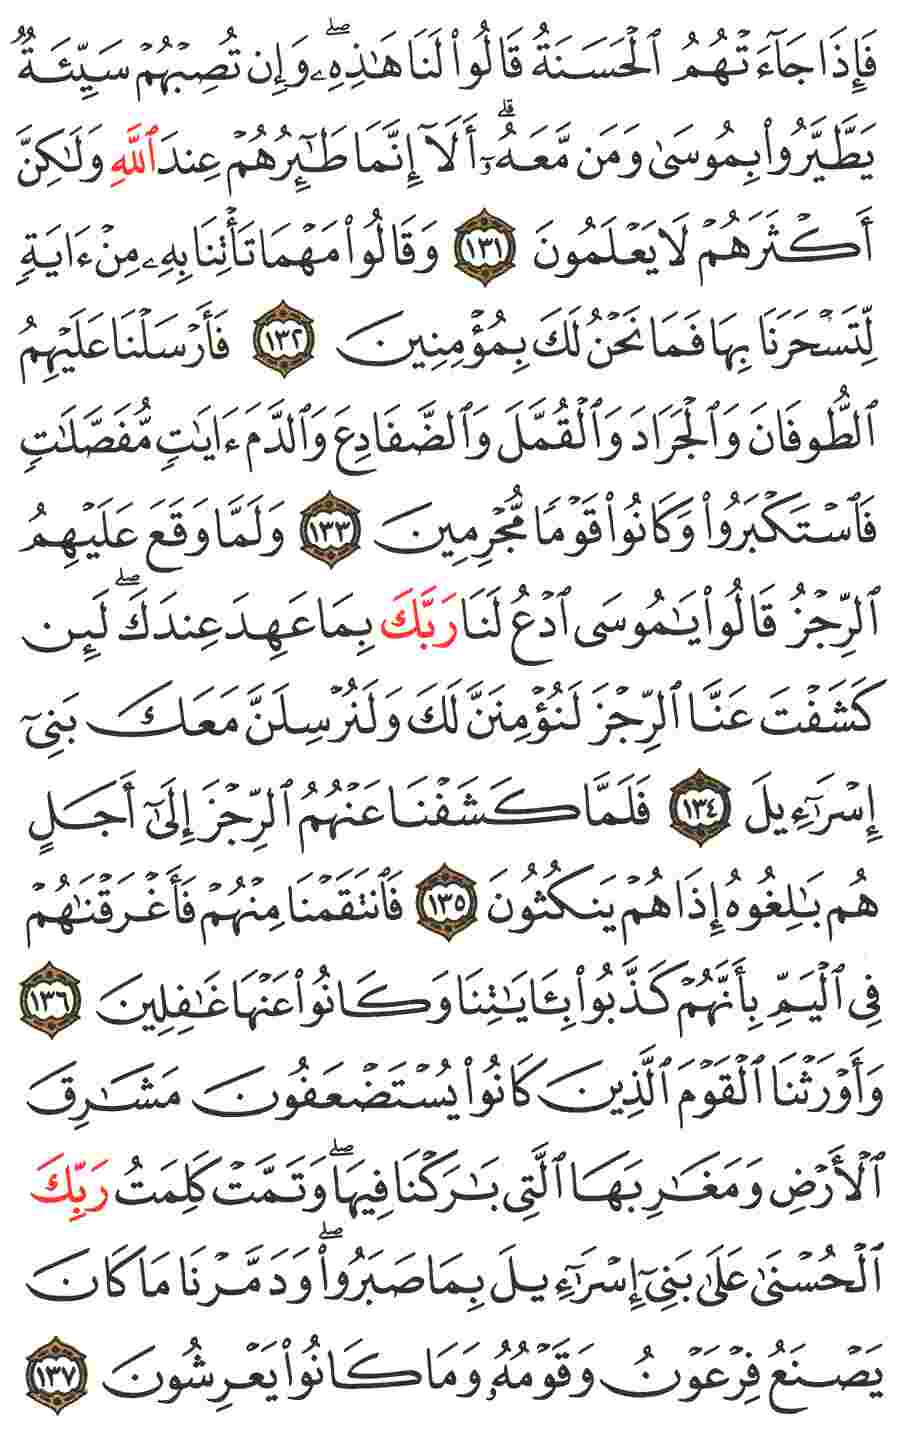 فَإِذَا جَآءَتْهُمُ ٱلْحَسَنَةُ قَالُوا۟ لَنَا هَـٰذِهِۦ ۖ وَإِن تُصِبْهُمْ سَيِّئَةٌ
يَطَّيَّرُوا۟ بِمُوسَىٰ وَمَن مَّعَهُۥٓ ۗ أَلَآ إِنَّمَا طَـٰٓئِرُهُمْ عِندَ ٱللَّهِ وَلَـٰكِنَّ
أَكْثَرَهُمْ لَا يَعْلَمُونَ ١٣١ وَقَالُوا۟ مَهْمَا تَأْتِنَا بِهِۦ مِنْ ءَايَةٍ
لِّتَسْحَرَنَا بِهَا فَمَا نَحْنُ لَكَ بِمُؤْمِنِينَ ١٣٢ فَأَرْسَلْنَا عَلَيْهِمُ
ٱلطُّوفَانَ وَٱلْجَرَادَ وَٱلْقُمَّلَ وَٱلضَّفَادِعَ وَٱلدَّمَ ءَايَـٰتٍ مُّفَصَّلَـٰتٍ
فَٱسْتَكْبَرُوا۟ وَكَانُوا۟ قَوْمًا مُّجْرِمِينَ ١٣٣ وَلَمَّا وَقَعَ عَلَيْهِمُ
ٱلرِّجْزُ قَالُوا۟ يَـٰمُوسَى ٱدْعُ لَنَا رَبَّكَ بِمَا عَهِدَ عِندَكَ ۖ لَئِن
كَشَفْتَ عَنَّا ٱلرِّجْزَ لَنُؤْمِنَنَّ لَكَ وَلَنُرْسِلَنَّ مَعَكَ بَنِىٓ
إِسْرَٰٓءِيلَ ١٣٤ فَلَمَّا كَشَفْنَا عَنْهُمُ ٱلرِّجْزَ إِلَىٰٓ أَجَلٍ
هُم بَـٰلِغُوهُ إِذَا هُمْ يَنكُثُونَ ١٣٥ فَٱنتَقَمْنَا مِنْهُمْ فَأَغْرَقْنَـٰهُمْ
فِى ٱلْيَمِّ بِأَنَّهُمْ كَذَّبُوا۟ بِـَٔايَـٰتِنَا وَكَانُوا۟ عَنْهَا غَـٰفِلِينَ ١٣٦
وَأَوْرَثْنَا ٱلْقَوْمَ ٱلَّذِينَ كَانُوا۟ يُسْتَضْعَفُونَ مَشَـٰرِقَ
ٱلْأَرْضِ وَمَغَـٰرِبَهَا ٱلَّتِى بَـٰرَكْنَا فِيهَا ۖ وَتَمَّتْ كَلِمَتُ رَبِّكَ
ٱلْحُسْنَىٰ عَلَىٰ بَنِىٓ إِسْرَٰٓءِيلَ بِمَا صَبَرُوا۟ ۖ وَدَمَّرْنَا مَا كَانَ
يَصْنَعُ فِرْعَوْنُ وَقَوْمُهُۥ وَمَا كَانُوا۟ يَعْرِشُونَ ١٣٧